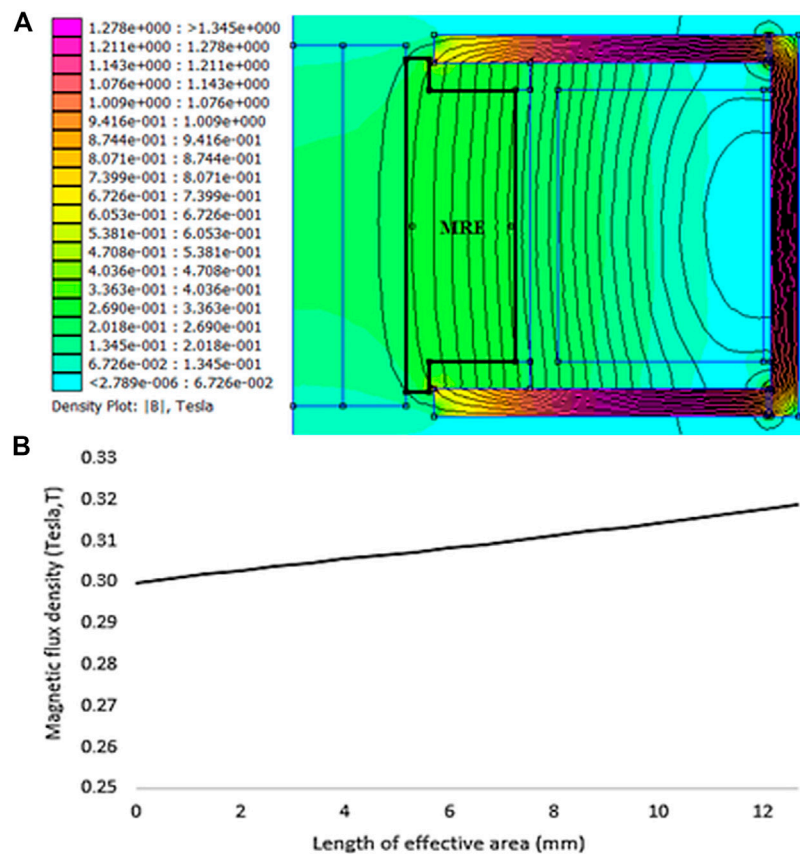 A
1.278e+000 : >1.345e+000
1.211e+000 : 1.278e+000
1.143e+000 : 1.211e+000
1.076e+000 : 1.143e+000
1.009e+000 : 1.076e+000
9.416e-001 : 1.009e+000
8.744e-001 : 9.416e-001
8.071e-001 : 8.744e-001
7.399e-001 : 8.071e-001
6.726e-001 : 7.399e-001
6.053e-001 : 6.726e-001
5.381e-001 : 6.053e-001
4.708e-001 : 5.381e-001
4.036e-001 : 4.708e-001
3.363e-001 : 4.036e-001
2.690e-001 : 3.363e-001
2.018e-001 : 2.690e-001
1.345e-001 : 2.018e-001
6.726e-002 : 1.345e-001
<2.789e-006 : 6.726e-002
Density Plot: |B|, Tesla
MRE
B
0.33
0.32
0.31
0.30
0.29
0.28
0.27
0.26
0.25
Magnetic flux density (Tesla,T)
0 2 4 6 8 10 12
Length of effective area (mm)